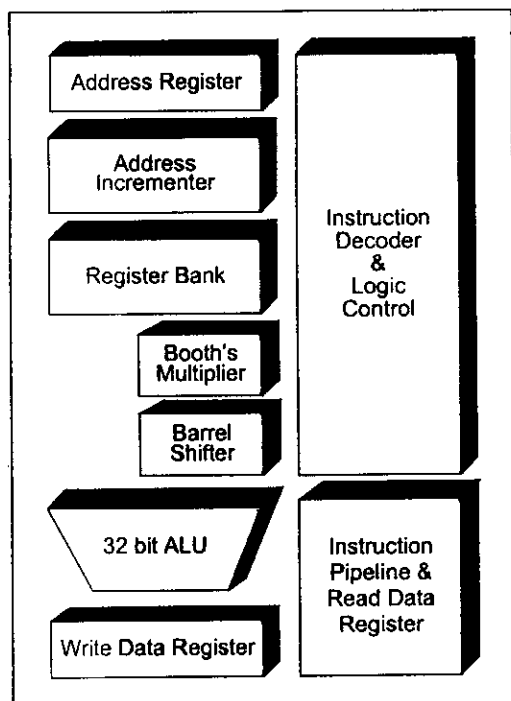 Address Register
Address
Incrementer
Register Bank
Booth's
Multiplier
Barrel
Shifter
32 bit ALU
Write Data Register
Instruction
Decoder
&
Logic
Control
Instruction
Pipeline &
Read Data
Register